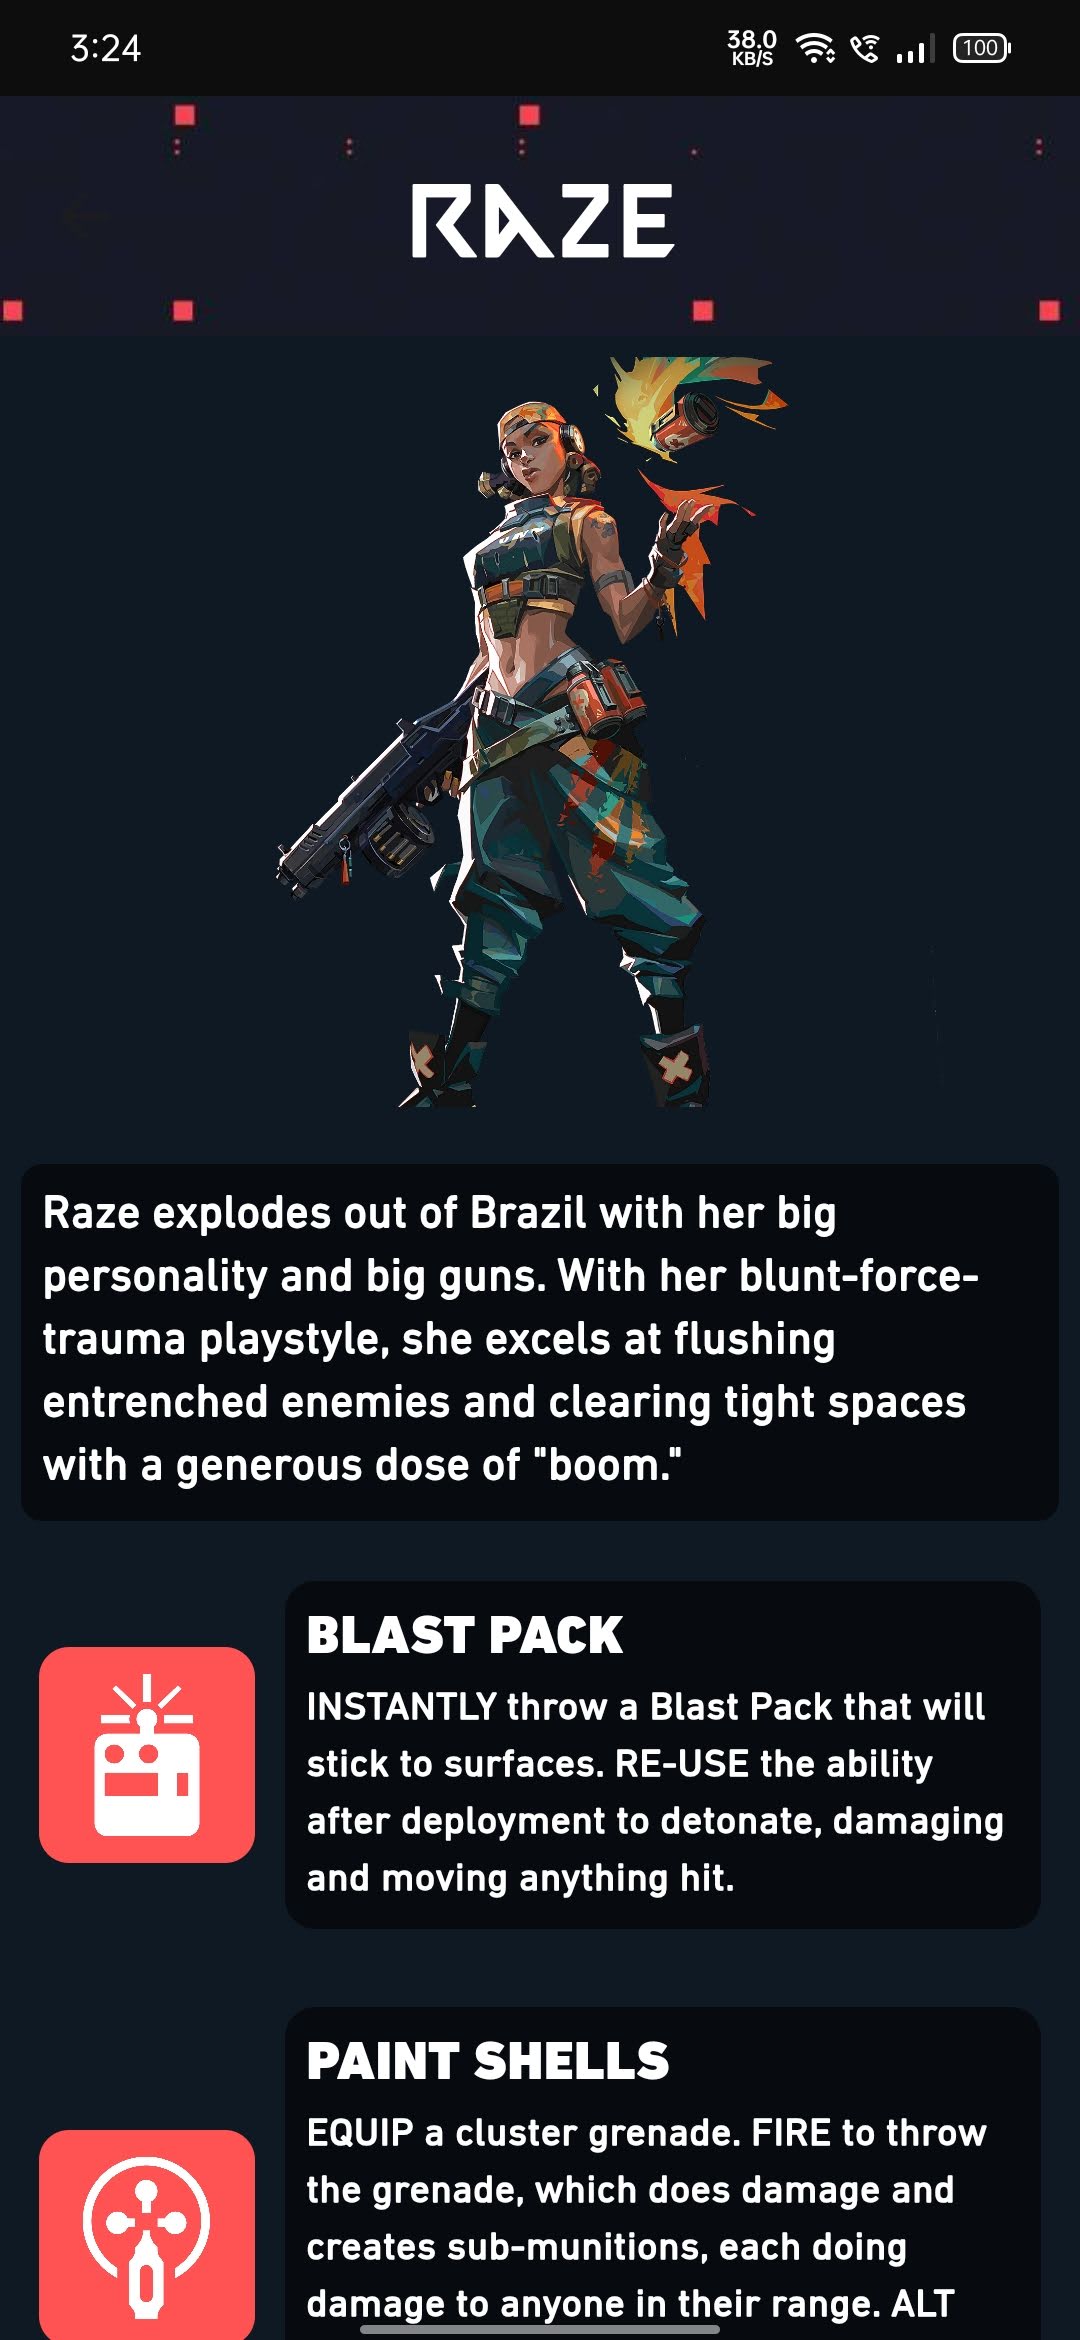 3:24
38.0
KB/S
100
RAZE
Raze explodes out of Brazil with her big
personality and big guns. With her blunt-force-
trauma playstyle, she excels at flushing
entrenched enemies and clearing tight spaces
with a generous dose of "boom."
BLAST PACK
INSTANTLY throw a Blast Pack that will
stick to surfaces. RE-USE the ability
after deployment to detonate, damaging
and moving anything hit.
PAINT SHELLS
EQUIP a cluster grenade. FIRE to throw
the grenade, which does damage and
creates sub-munitions, each doing
damage to anyone in their range. ALT